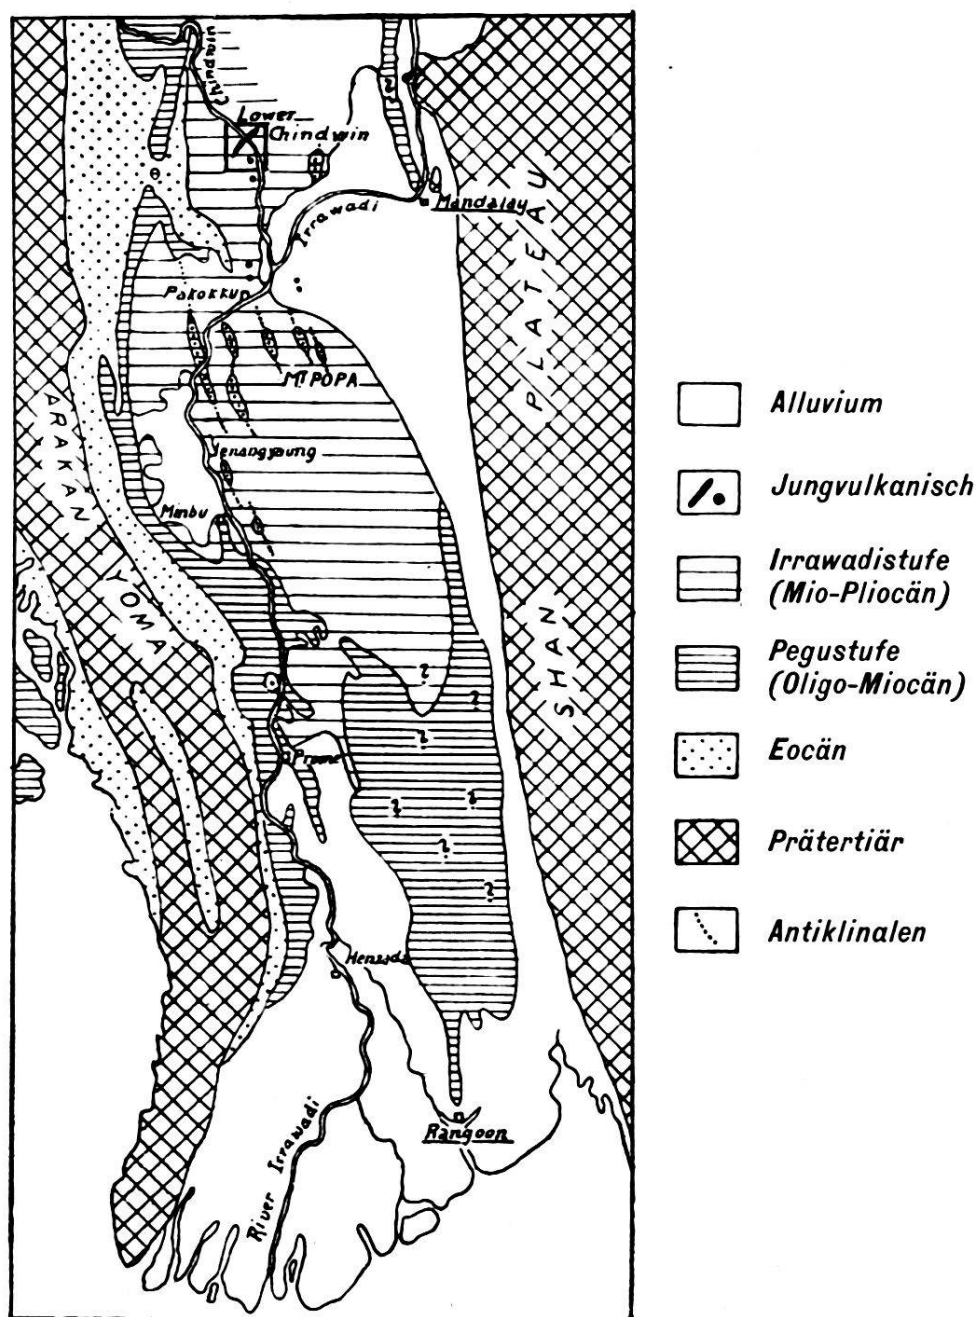 Chindwin
Lower
Chindwin
Irrawadi
Mandalay
Pakokku
Mt POPA
Jenangyaung
Minbu
Prome
Henzada
Rangoon
River Irrawadi
ARAKAN YOMA
SHAN PLATEAU
Alluvium
Jungvulkanisch
Irrawadistufe
(Mio-Pliocän)
Pegustufe
(Oligo-Miocän)
Eocän
Prätertiär
Antiklinalen
?
?
?
?
?
?
?
?